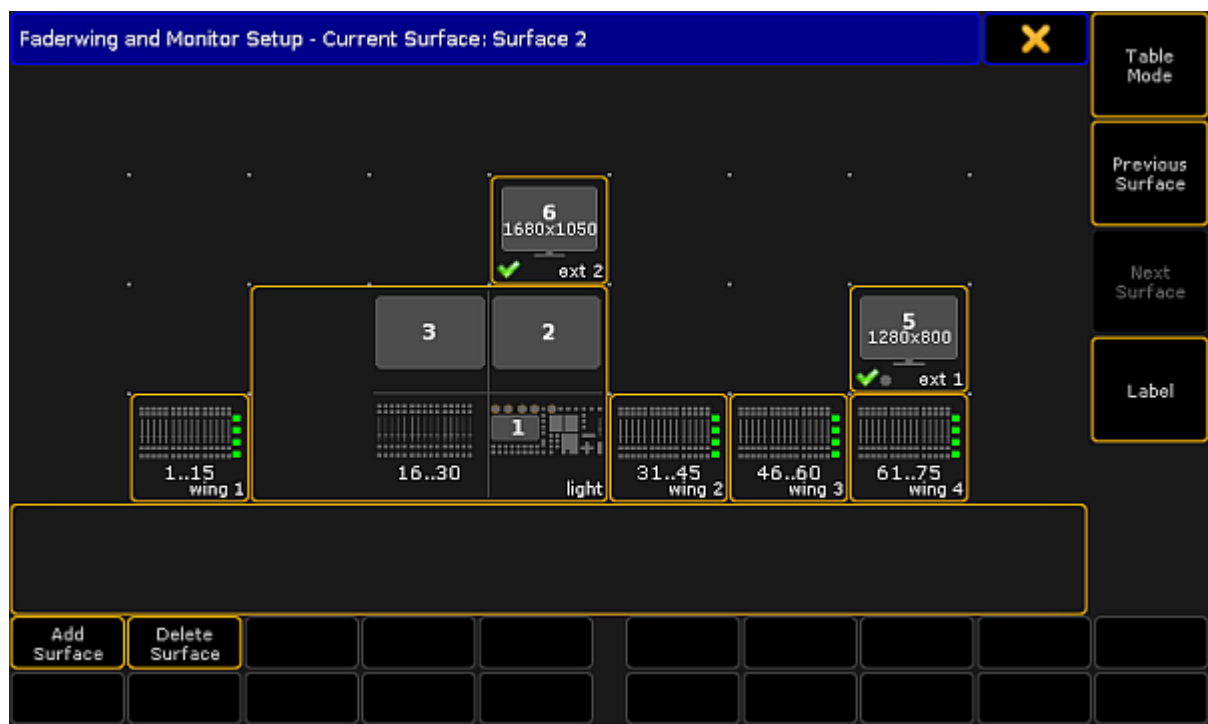 Faderwing and Monitor Setup - Current Surface: Surface 2
Table
Mode
Previous
Surface
Next
Surface
Label
6
1680x1050
ext 2
3
2
5
1280x800
ext 1
1
1..15
wing 1
16..30
light
31..45
wing 2
46..60
wing 3
61..75
wing 4
Add
Surface
Delete
Surface